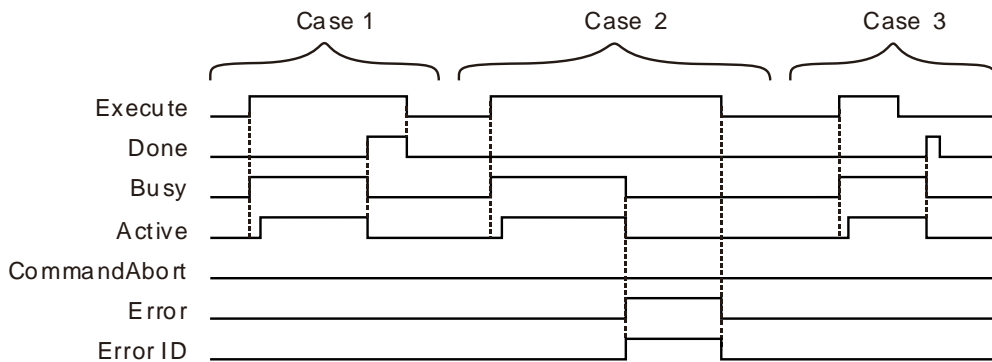 Case 1 Case 2 Case 3
Execute
Done
Busy
Active
CommandAbort
Error
Error ID